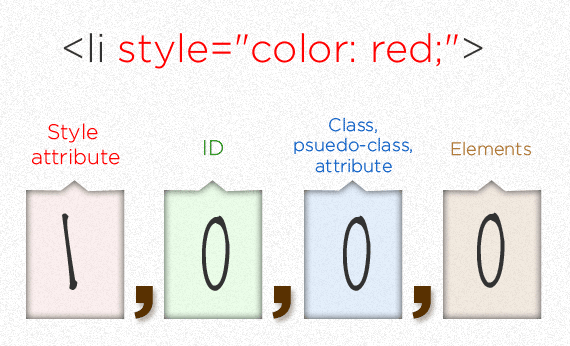 <li style="color: red;">
Style
attribute
ID
Class,
psuedo-class,
attribute
Elements
1 , 0 , 0 , 0